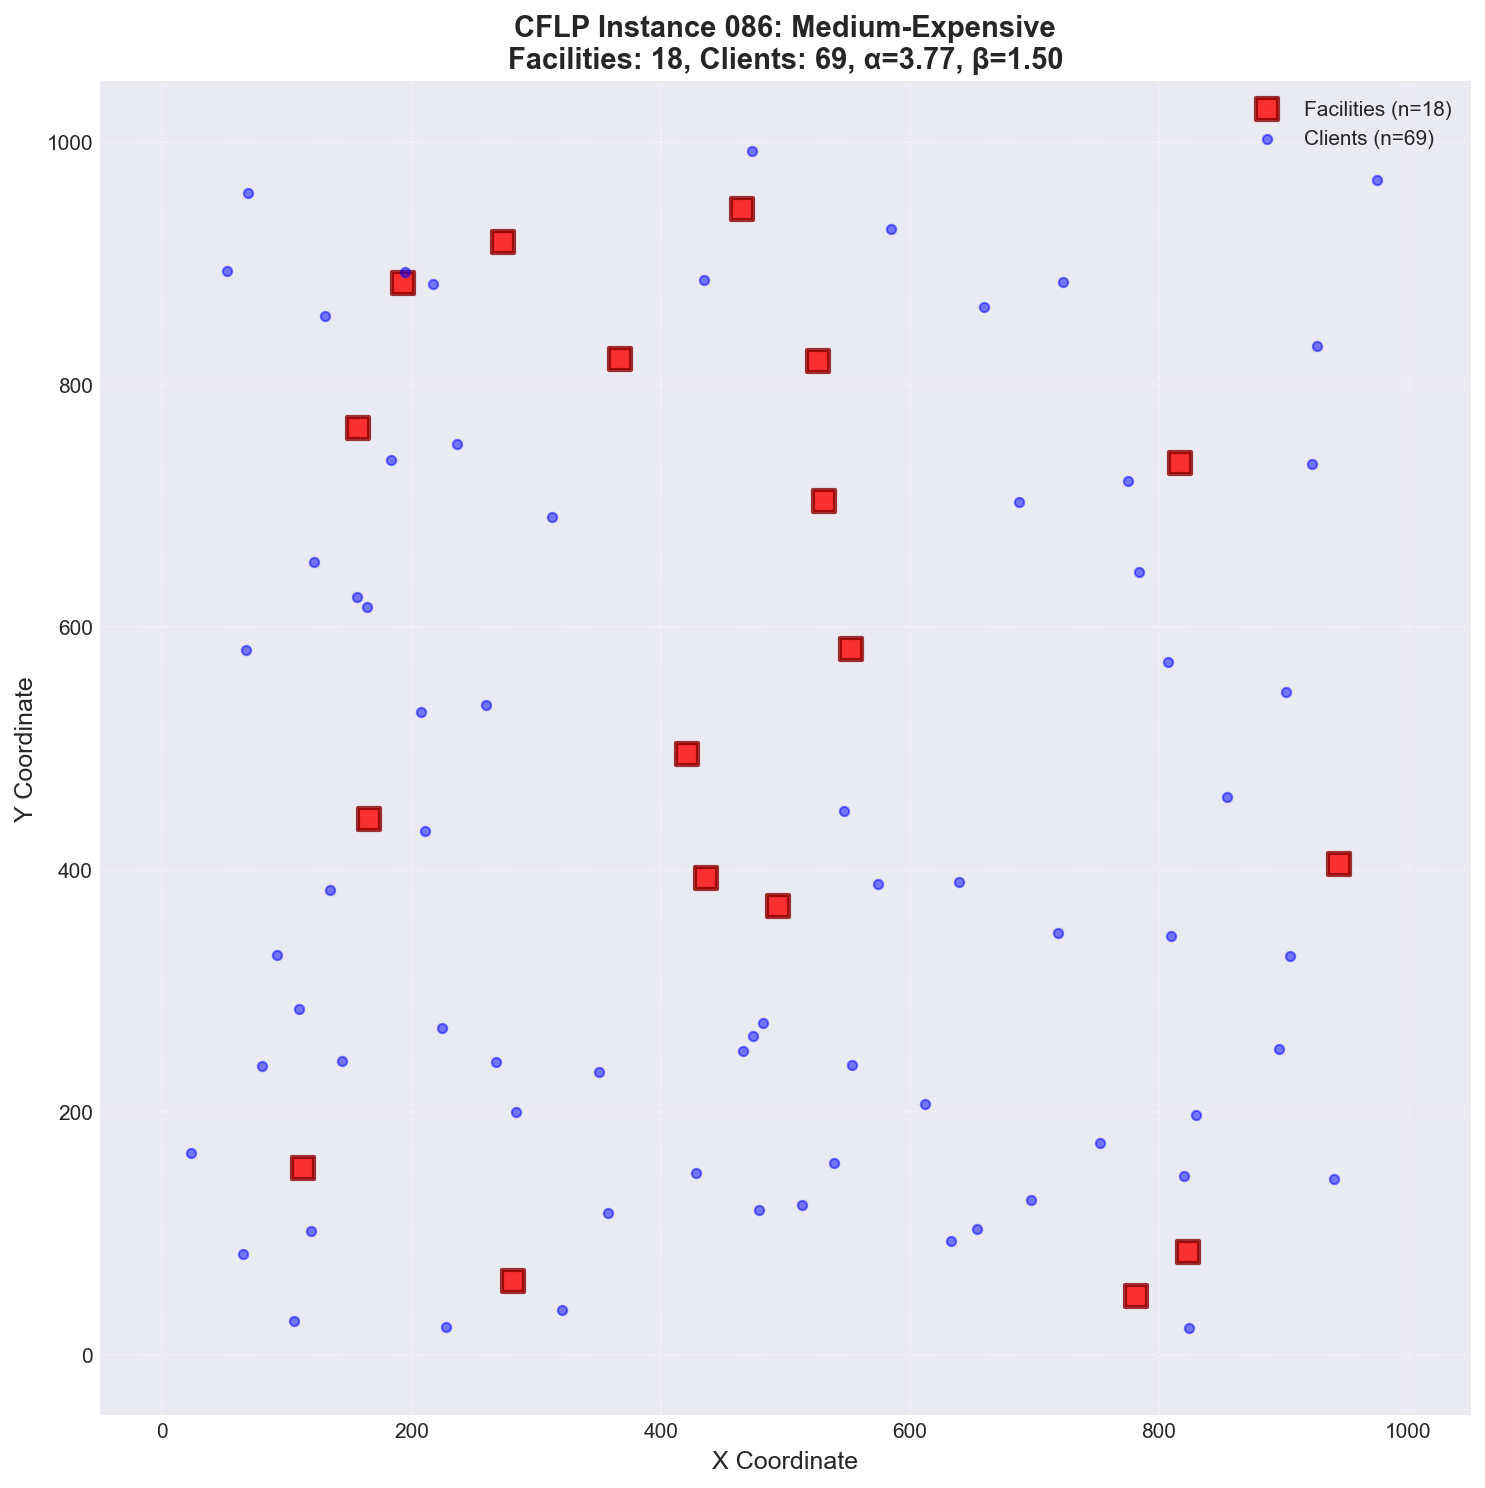 CFLP Instance 086: Medium-Expensive
Facilities: 18, Clients: 69, α=3.77, β=1.50
Facilities (n=18)
Clients (n=69)
1000
800
600
400
200
0
Y Coordinate
0 200 400 600 800 1000
X Coordinate